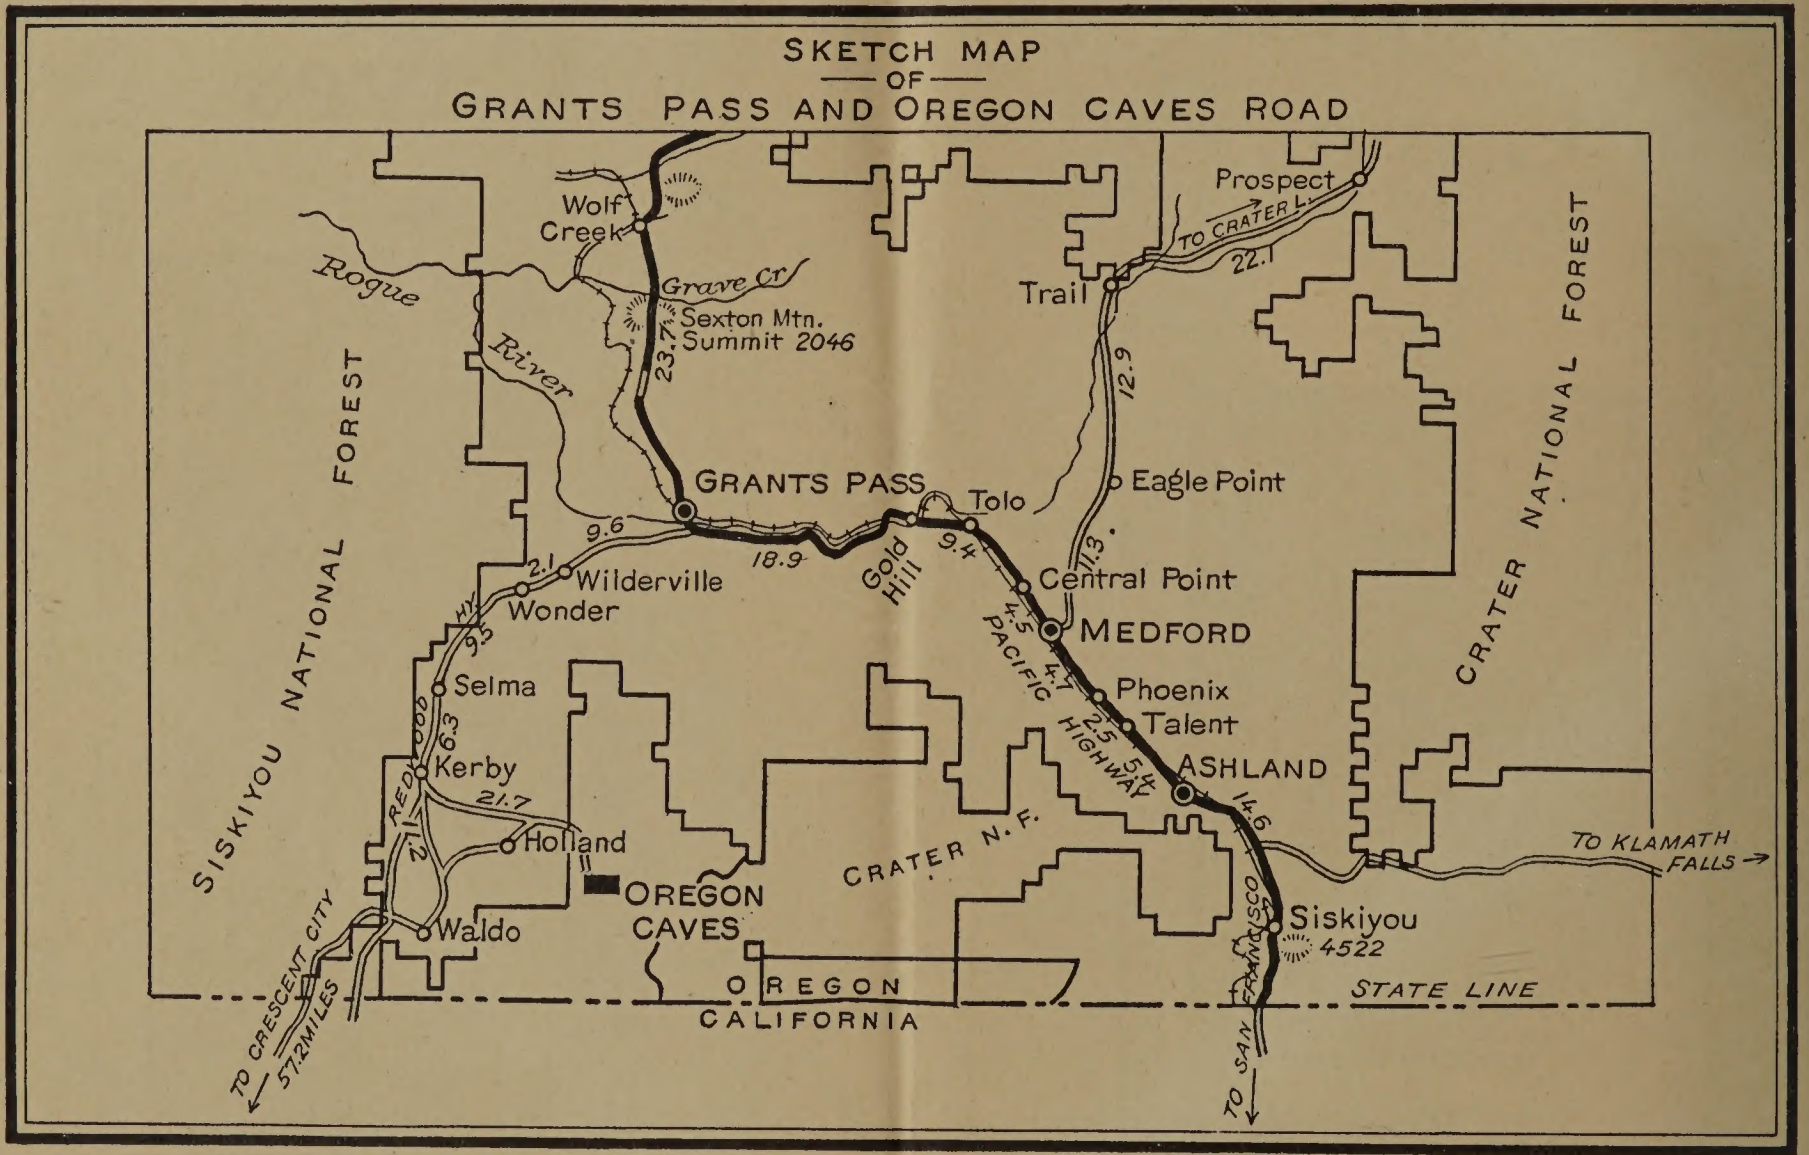 SKETCH MAP
OF
GRANTS PASS AND OREGON CAVES ROAD
Prospect
TO CRATER L.
22.1
Wolf
Creek
Rogue
River
Grave Cr
Sexton Mtn.
Summit 2046
23.7
Trail
12.9
SISKIYOU NATIONAL FOREST
CRATER NATIONAL FOREST
GRANTS PASS
Tolo
Eagle Point
9.6
18.9
Gold
Hill
9.4
11.3
2.1
Wilderville
Wonder
Central Point
4.5
MEDFORD
PACIFIC HIGHWAY
REDWOOD HY.
9.5
Selma
4.7
Phoenix
2.5
Talent
6.3
Kerby
5.4
ASHLAND
21.7
14.6
11.2
Holland
CRATER N. F.
TO KLAMATH
FALLS
OREGON
CAVES
Waldo
Siskiyou
4522
OREGON
STATE LINE
CALIFORNIA
TO CRESCENT CITY
57.2 MILES
TO SAN FRANCISCO